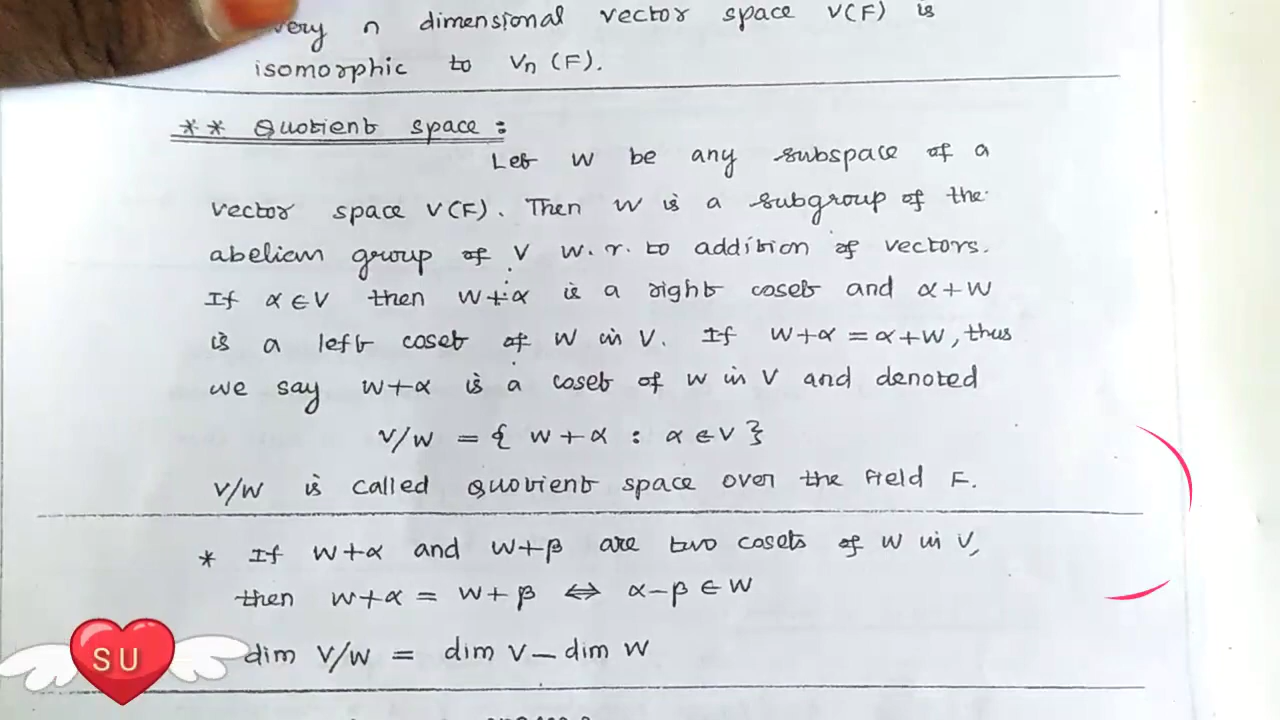 very n dimensional vector space V(F) is
isomorphic to Vn (F).
** Quotient space :
Let W be any subspace of a
vector space V(F). Then W is a subgroup of the
abelian group of V w.r. to addition of vectors.
If α ∈ V then W+α is a right coset and α+W
is a left coset of W in V. If W+α = α+W, thus
we say W+α is a coset of W in V and denoted
V/W = { W+α : α ∈ V }
V/W is called Quotient space over the Field F.
* If W+α and W+β are two cosets of W in V,
then W+α = W+β ⇔ α-β ∈ W
dim V/W = dim V - dim W
SU